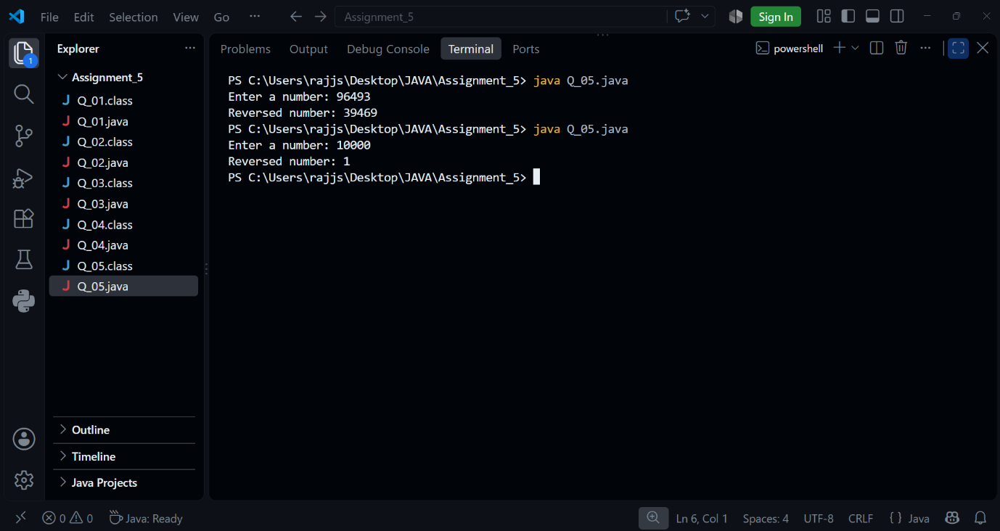 File Edit Selection View Go ··· Assignment_5 Sign In
Explorer ···
Assignment_5
J Q_01.class
J Q_01.java
J Q_02.class
J Q_02.java
J Q_03.class
J Q_03.java
J Q_04.class
J Q_04.java
J Q_05.class
J Q_05.java
Outline
Timeline
Java Projects
1
Problems Output Debug Console Terminal Ports powershell
PS C:\Users\rajjs\Desktop\JAVA\Assignment_5> java Q_05.java
Enter a number: 96493
Reversed number: 39469
PS C:\Users\rajjs\Desktop\JAVA\Assignment_5> java Q_05.java
Enter a number: 10000
Reversed number: 1
PS C:\Users\rajjs\Desktop\JAVA\Assignment_5>
0 0 Java: Ready Ln 6, Col 1 Spaces: 4 UTF-8 CRLF {} Java